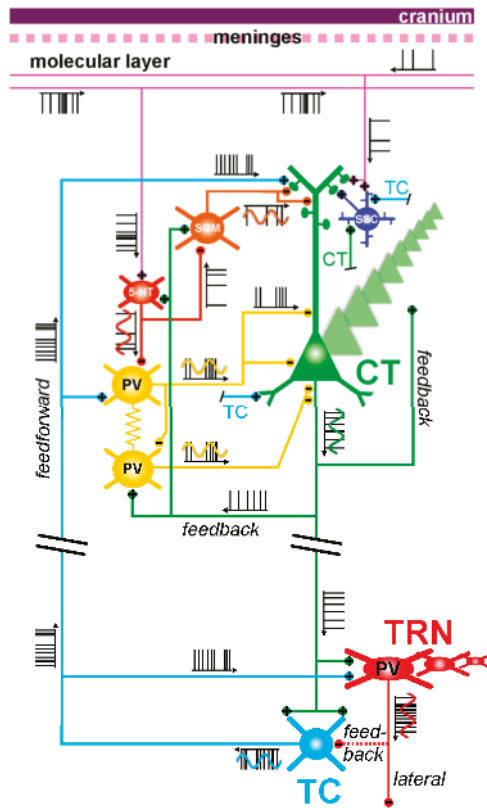 cranium
meninges
molecular layer
TC
SOM
SSC
CT
5-HT
CT
feedback
PV
TC
feedforward
PV
feedback
TRN
PV
feed-
back
TC
lateral